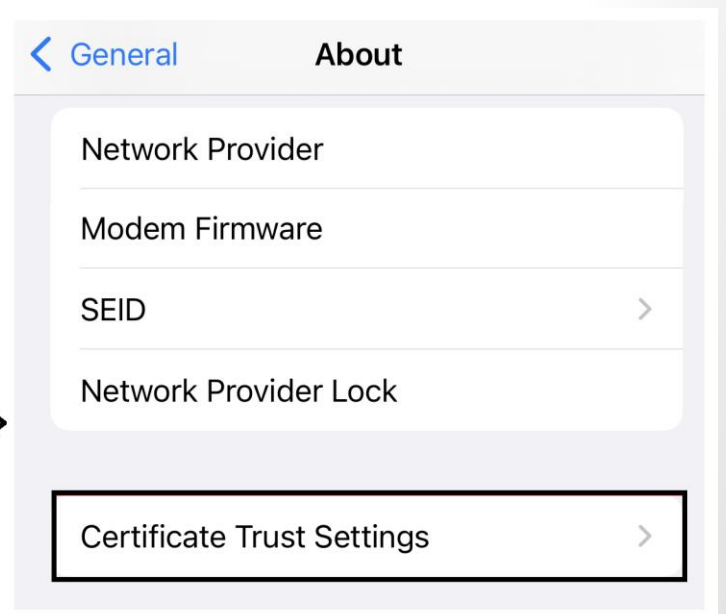 General About
Network Provider
Modem Firmware
SEID
Network Provider Lock
Certificate Trust Settings